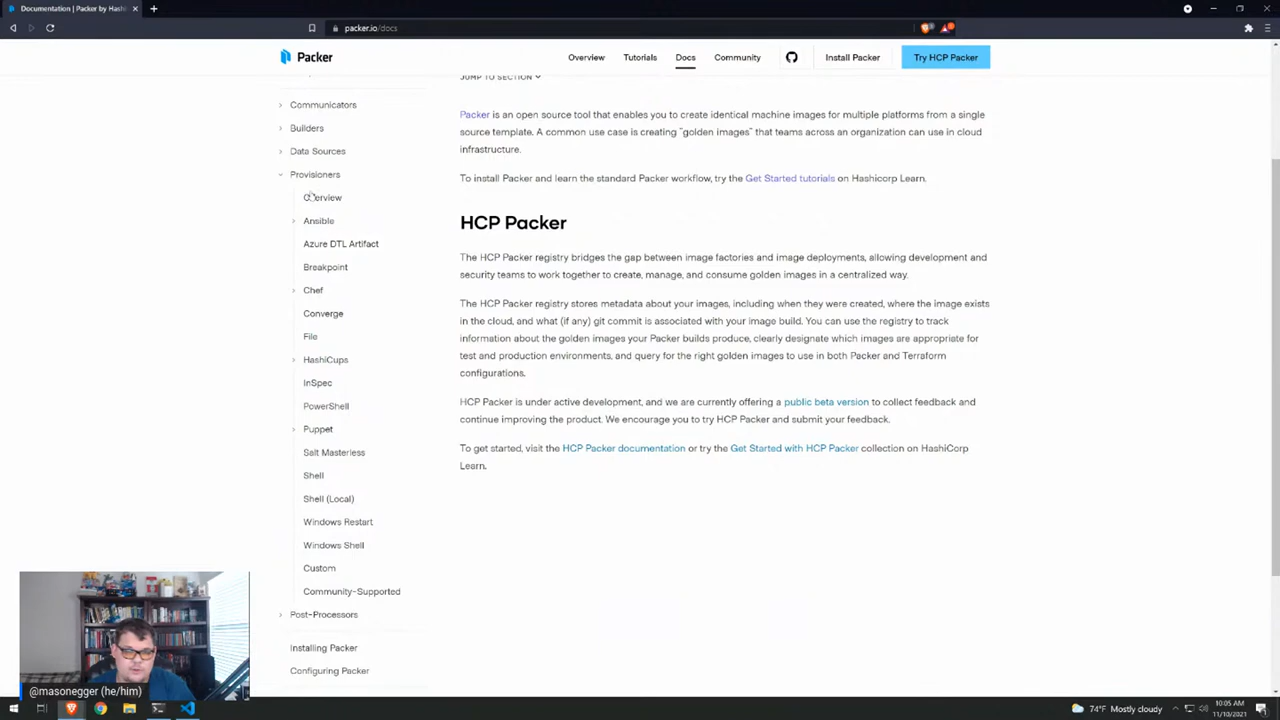 Documentation | Packer by Hashi
packer.io/docs
Packer
Overview
Tutorials
Docs
Community
Install Packer
Try HCP Packer
Communicators
Builders
Data Sources
Provisioners
Overview
Ansible
Azure DTL Artifact
Breakpoint
Chef
Converge
File
HashiCups
InSpec
PowerShell
Puppet
Salt Masterless
Shell
Shell (Local)
Windows Restart
Windows Shell
Custom
Community-Supported
Post-Processors
Installing Packer
Configuring Packer
JUMP TO SECTION
Packer is an open source tool that enables you to create identical machine images for multiple platforms from a single
source template. A common use case is creating "golden images" that teams across an organization can use in cloud
infrastructure.
To install Packer and learn the standard Packer workflow, try the Get Started tutorials on Hashicorp Learn.
HCP Packer
The HCP Packer registry bridges the gap between image factories and image deployments, allowing development and
security teams to work together to create, manage, and consume golden images in a centralized way.
The HCP Packer registry stores metadata about your images, including when they were created, where the image exists
in the cloud, and what (if any) git commit is associated with your image build. You can use the registry to track
information about the golden images your Packer builds produce, clearly designate which images are appropriate for
test and production environments, and query for the right golden images to use in both Packer and Terraform
configurations.
HCP Packer is under active development, and we are currently offering a public beta version to collect feedback and
continue improving the product. We encourage you to try HCP Packer and submit your feedback.
To get started, visit the HCP Packer documentation or try the Get Started with HCP Packer collection on HashiCorp
Learn.
@masonegger (he/him)
74°F Mostly cloudy
10:05 AM
11/10/2021